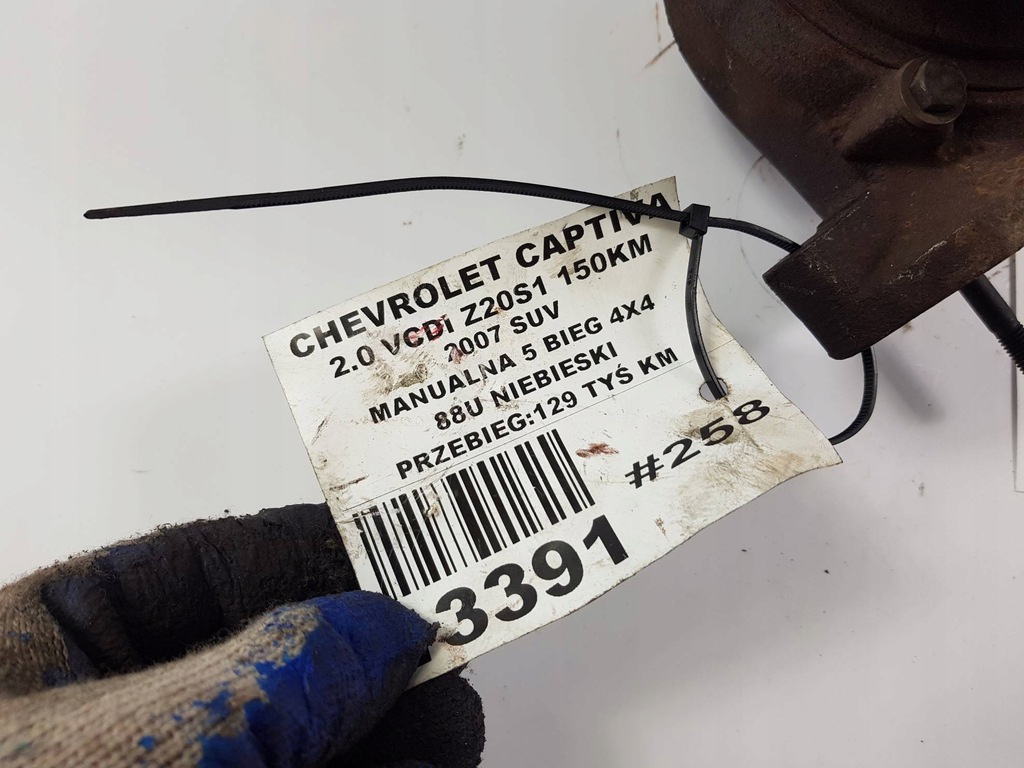 CHEVROLET CAPTIVA
2.0 VCDi Z20S1 150KM
2007 SUV
MANUALNA 5 BIEG 4X4
88U NIEBIESKI
PRZEBIEG:129 TYŚ KM
#258
3391